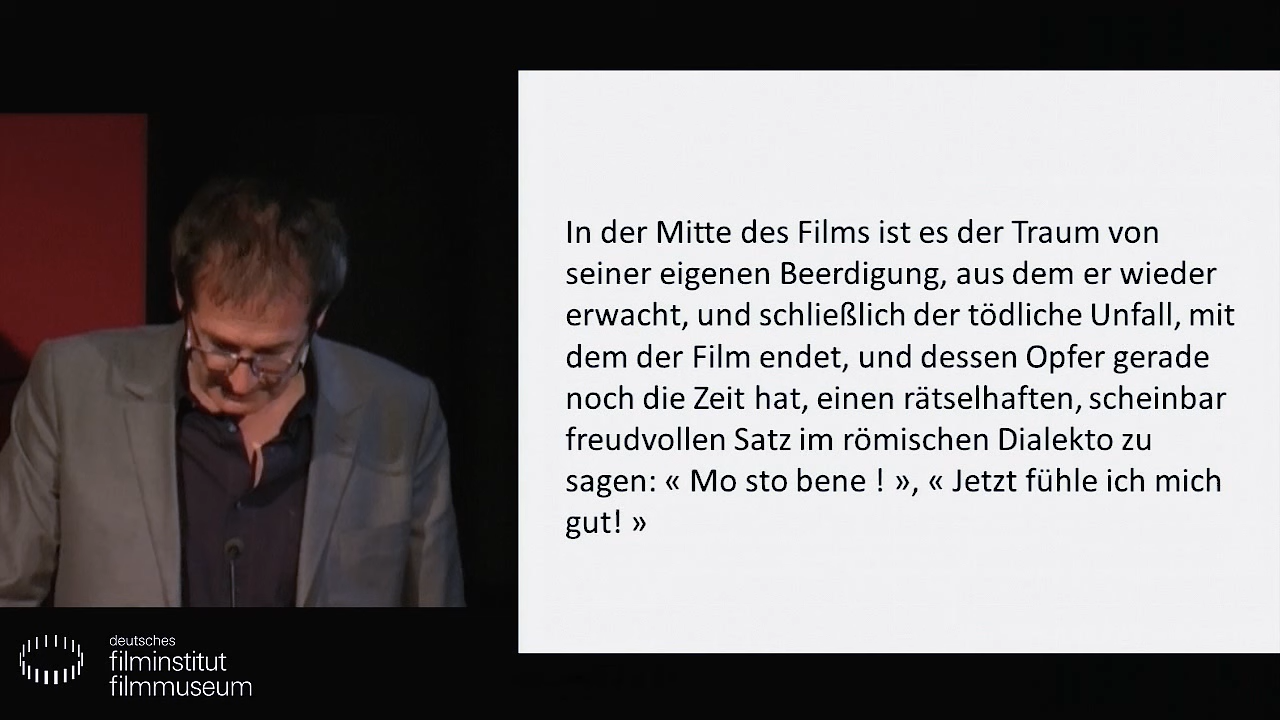 In der Mitte des Films ist es der Traum von
seiner eigenen Beerdigung, aus dem er wieder
erwacht, und schließlich der tödliche Unfall, mit
dem der Film endet, und dessen Opfer gerade
noch die Zeit hat, einen rätselhaften, scheinbar
freudvollen Satz im römischen Dialekto zu
sagen: « Mo sto bene ! », « Jetzt fühle ich mich
gut! »
deutsches
filminstitut
filmmuseum